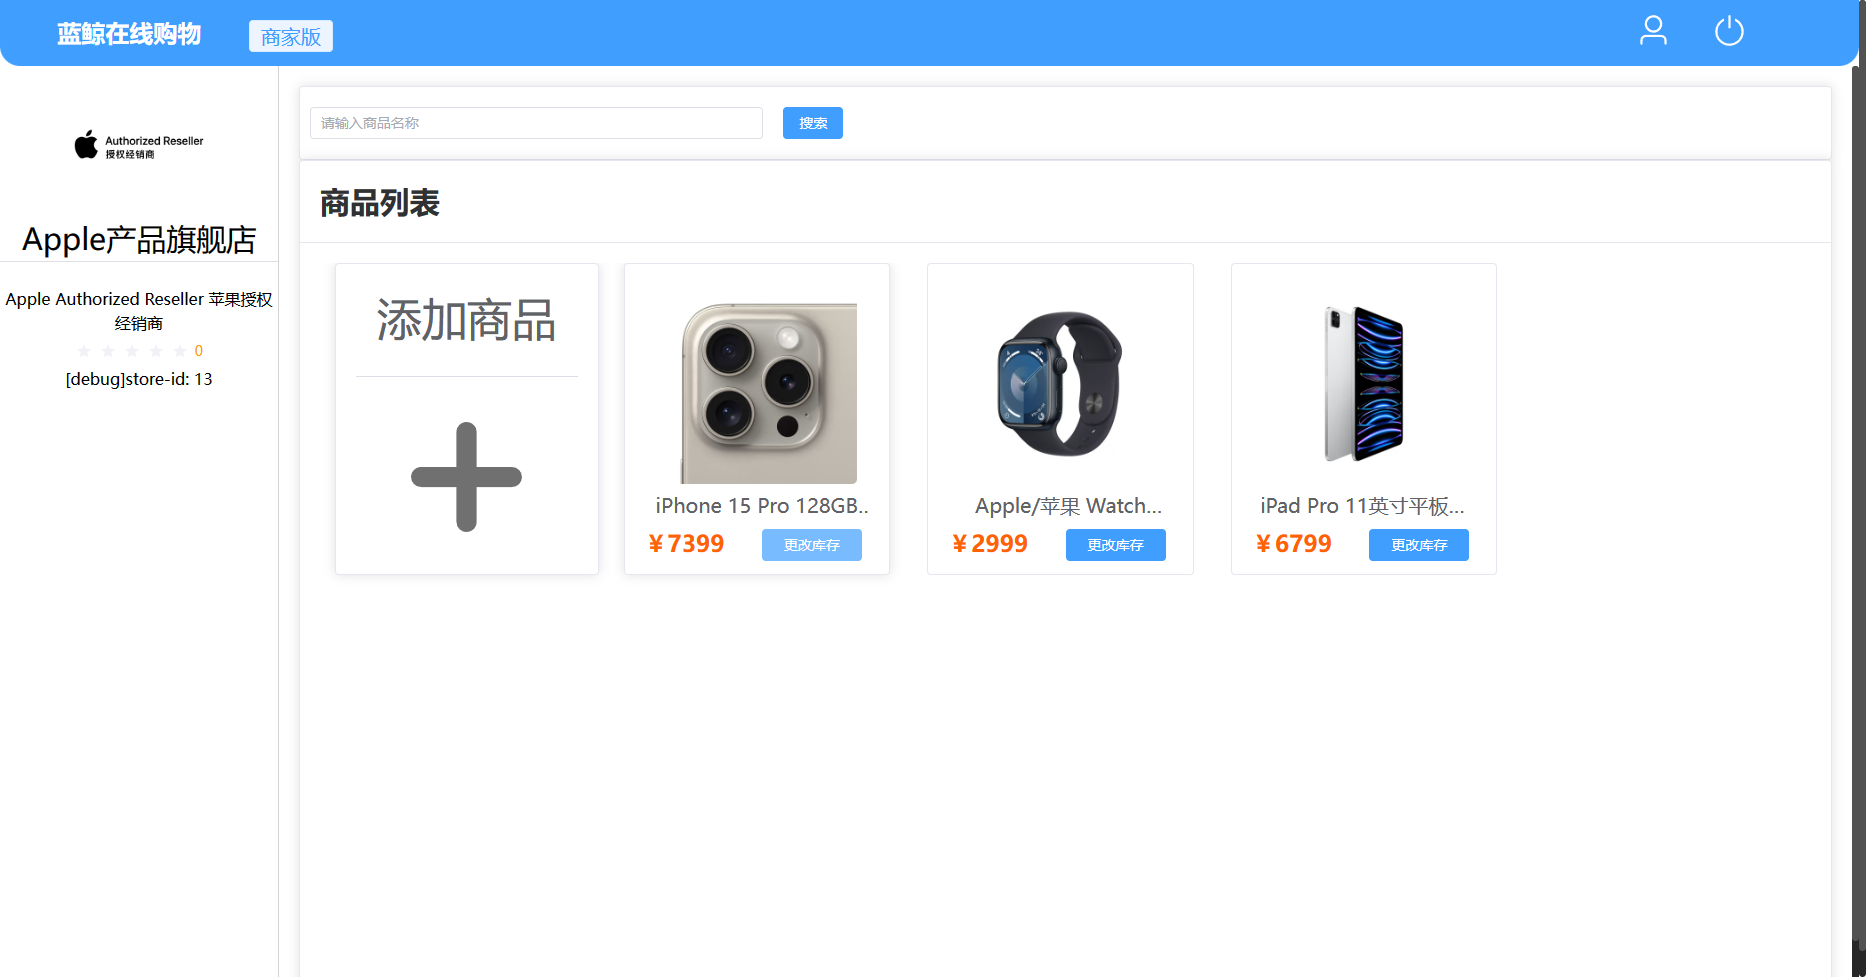 蓝鲸在线购物
商家版
Authorized Reseller
授权经销商
Apple产品旗舰店
Apple Authorized Reseller 苹果授权
经销商
0
[debug]store-id: 13
请输入商品名称
搜索
商品列表
添加商品
iPhone 15 Pro 128GB..
¥7399
更改库存
Apple/苹果 Watch...
¥2999
更改库存
iPad Pro 11英寸平板...
¥6799
更改库存